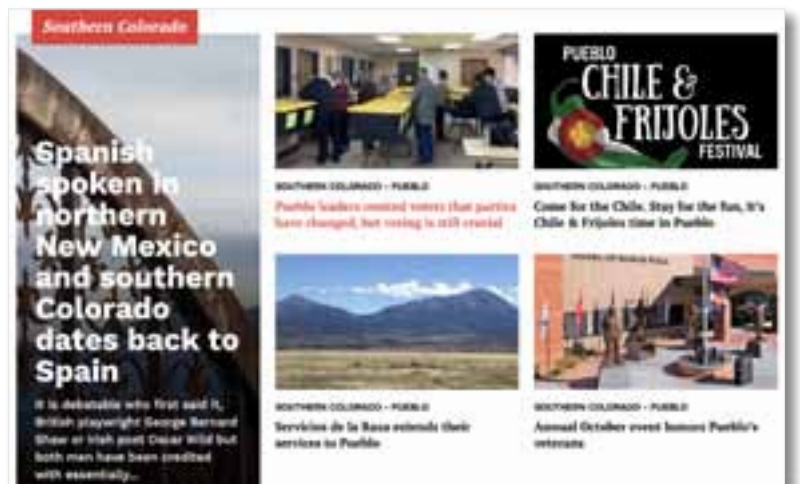 Southern Colorado
Spanish
spoken in
northern
New Mexico
and southern
Colorado
dates back to
Spain
It is debatable who first said it,
British playwright George Bernard
Shaw or Irish poet Oscar Wild but
both men have been credited
with essentially...
SOUTHERN COLORADO - PUEBLO
Pueblo leaders remind voters that parties
have changed, but voting is still crucial
PUEBLO
CHILE &
FRIJOLES
FESTIVAL
SOUTHERN COLORADO - PUEBLO
Come for the Chile. Stay for the fun, It's
Chile & Frijoles time in Pueblo
SOUTHERN COLORADO - PUEBLO
Servicios de la Raza extends their
services to Pueblo
SOUTHERN COLORADO - PUEBLO
Annual October event honors Pueblo's
veterans